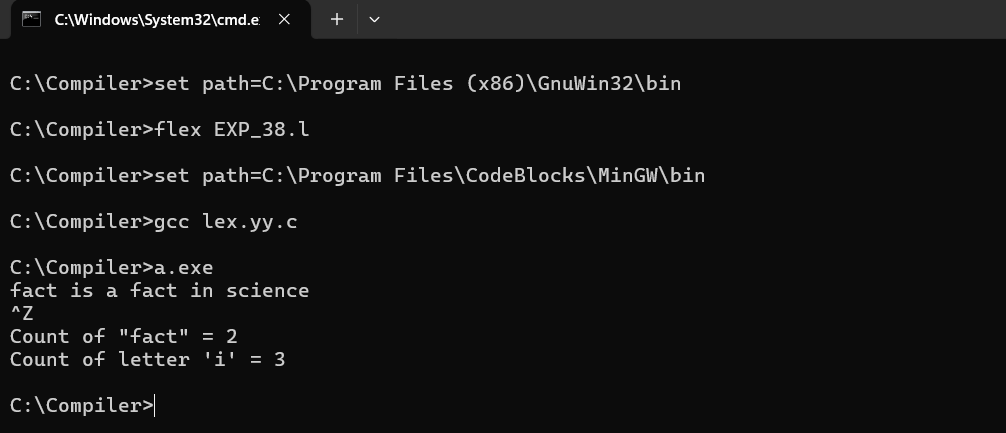 C:\Windows\System32\cmd.e
C:\Compiler>set path=C:\Program Files (x86)\GnuWin32\bin
C:\Compiler>flex EXP_38.l
C:\Compiler>set path=C:\Program Files\CodeBlocks\MinGW\bin
C:\Compiler>gcc lex.yy.c
C:\Compiler>a.exe
fact is a fact in science
^Z
Count of "fact" = 2
Count of letter 'i' = 3
C:\Compiler>